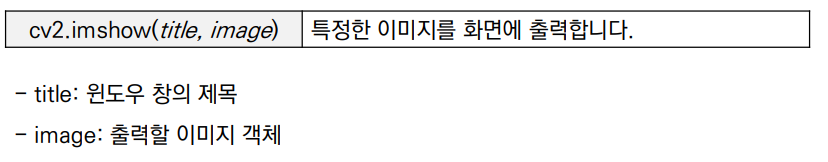 cv2.imshow(title, image) 특정한 이미지를 화면에 출력합니다.
- title: 윈도우 창의 제목
- image: 출력할 이미지 객체